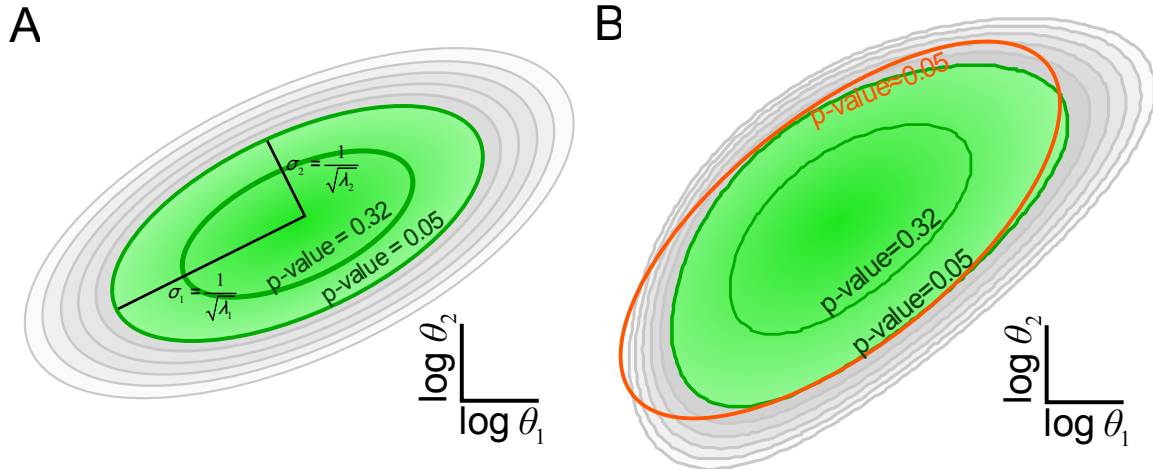 A
σ₂ = 1/√λ₂
p-value = 0.32
p-value = 0.05
σ₁ = 1/√λ₁
log θ₂
log θ₁
B
p-value≈0.05
p-value=0.32
p-value=0.05
log θ₂
log θ₁